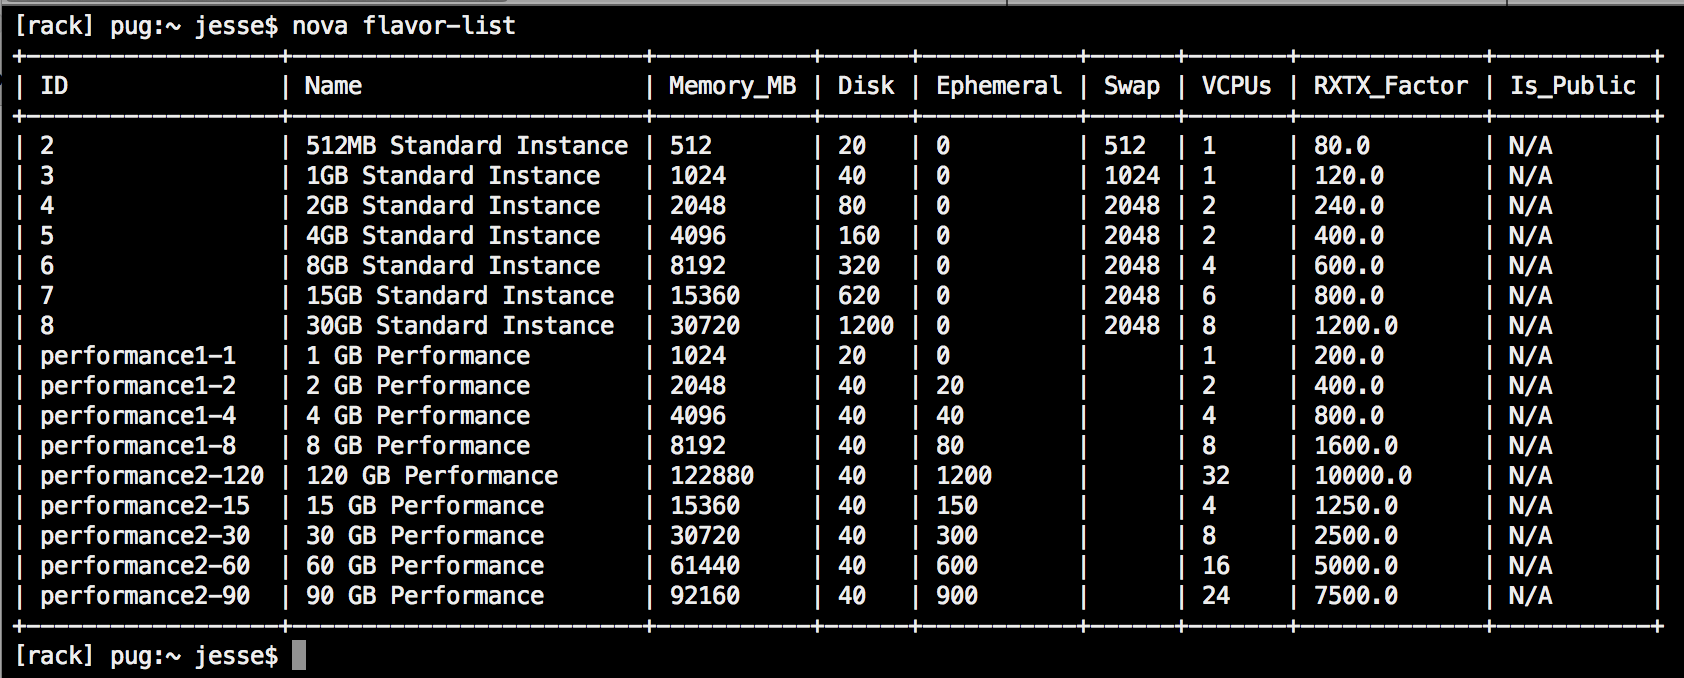 [rack] pug:~ jesse$ nova flavor-list
+------------------+-------------------------+-----------+------+-----------+------+-------+-------------+-----------+
| ID               | Name                    | Memory_MB | Disk | Ephemeral | Swap | VCPUs | RXTX_Factor | Is_Public |
+------------------+-------------------------+-----------+------+-----------+------+-------+-------------+-----------+
| 2                | 512MB Standard Instance | 512       | 20   | 0         | 512  | 1     | 80.0        | N/A       |
| 3                | 1GB Standard Instance   | 1024      | 40   | 0         | 1024 | 1     | 120.0       | N/A       |
| 4                | 2GB Standard Instance   | 2048      | 80   | 0         | 2048 | 2     | 240.0       | N/A       |
| 5                | 4GB Standard Instance   | 4096      | 160  | 0         | 2048 | 2     | 400.0       | N/A       |
| 6                | 8GB Standard Instance   | 8192      | 320  | 0         | 2048 | 4     | 600.0       | N/A       |
| 7                | 15GB Standard Instance  | 15360     | 620  | 0         | 2048 | 6     | 800.0       | N/A       |
| 8                | 30GB Standard Instance  | 30720     | 1200 | 0         | 2048 | 8     | 1200.0      | N/A       |
| performance1-1   | 1 GB Performance        | 1024      | 20   | 0         |      | 1     | 200.0       | N/A       |
| performance1-2   | 2 GB Performance        | 2048      | 40   | 20        |      | 2     | 400.0       | N/A       |
| performance1-4   | 4 GB Performance        | 4096      | 40   | 40        |      | 4     | 800.0       | N/A       |
| performance1-8   | 8 GB Performance        | 8192      | 40   | 80        |      | 8     | 1600.0      | N/A       |
| performance2-120 | 120 GB Performance      | 122880    | 40   | 1200      |      | 32    | 10000.0     | N/A       |
| performance2-15  | 15 GB Performance       | 15360     | 40   | 150       |      | 4     | 1250.0      | N/A       |
| performance2-30  | 30 GB Performance       | 30720     | 40   | 300       |      | 8     | 2500.0      | N/A       |
| performance2-60  | 60 GB Performance       | 61440     | 40   | 600       |      | 16    | 5000.0      | N/A       |
| performance2-90  | 90 GB Performance       | 92160     | 40   | 900       |      | 24    | 7500.0      | N/A       |
+------------------+-------------------------+-----------+------+-----------+------+-------+-------------+-----------+
[rack] pug:~ jesse$